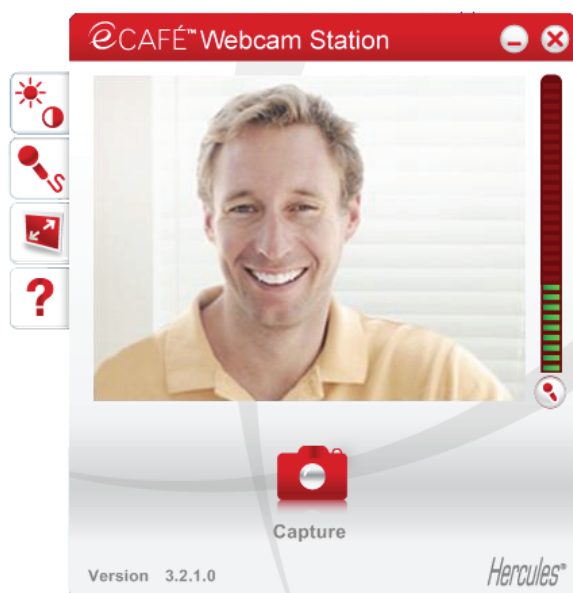 eCAFÉ™ Webcam Station
?
Capture
Version 3.2.1.0
Hercules®